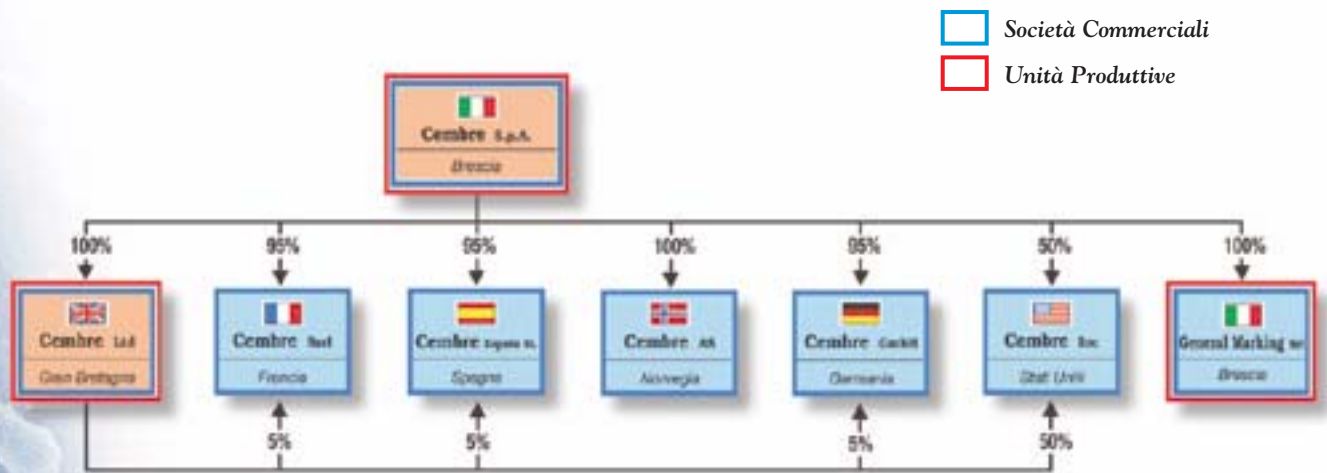 Società Commerciali
Unità Produttive
Cembre S.p.A.
Brescia
100% 95% 95% 100% 95% 50% 100%
Cembre Ltd
Gran Bretagna
Cembre Sarl
Francia
Cembre España SL
Spagna
Cembre AS
Norvegia
Cembre GmbH
Germania
Cembre Inc
Stati Uniti
General Marking Srl
Brescia
5% 5% 5% 50%